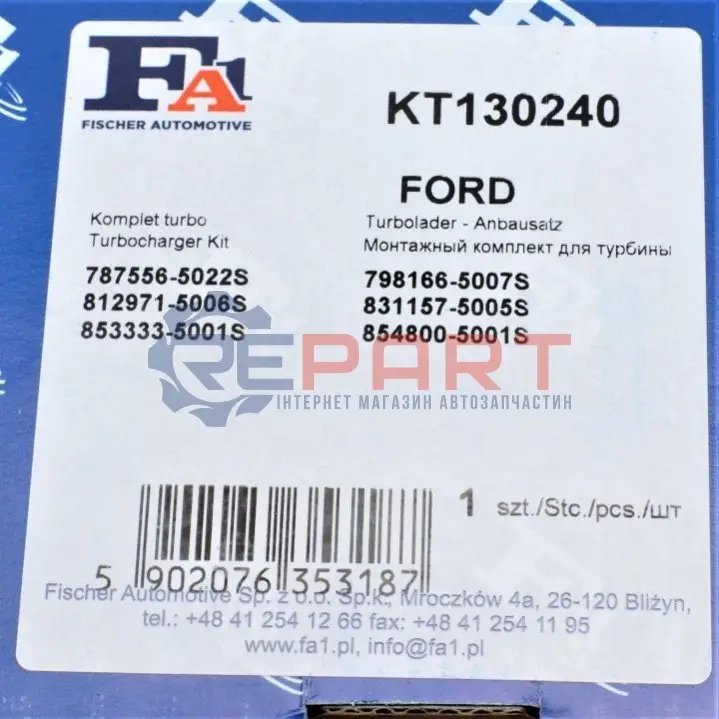 FA1
FISCHER AUTOMOTIVE
KT130240
FORD
Komplet turbo
Turbocharger Kit
787556-5022S
812971-5006S
853333-5001S
Turbolader - Anbausatz
Монтажный комплект для турбины
798166-5007S
831157-5005S
854800-5001S
REPART
ІНТЕРНЕТ МАГАЗИН АВТОЗАПЧАСТИН
1 szt./Stc./pcs./шт
5 902076 353187
Fischer Automotive Sp. z o.o. Sp.k., Mroczków 4a, 26-120 Bliżyn,
tel.: +48 41 254 12 66 fax: +48 41 254 11 95
www.fa1.pl, info@fa1.pl